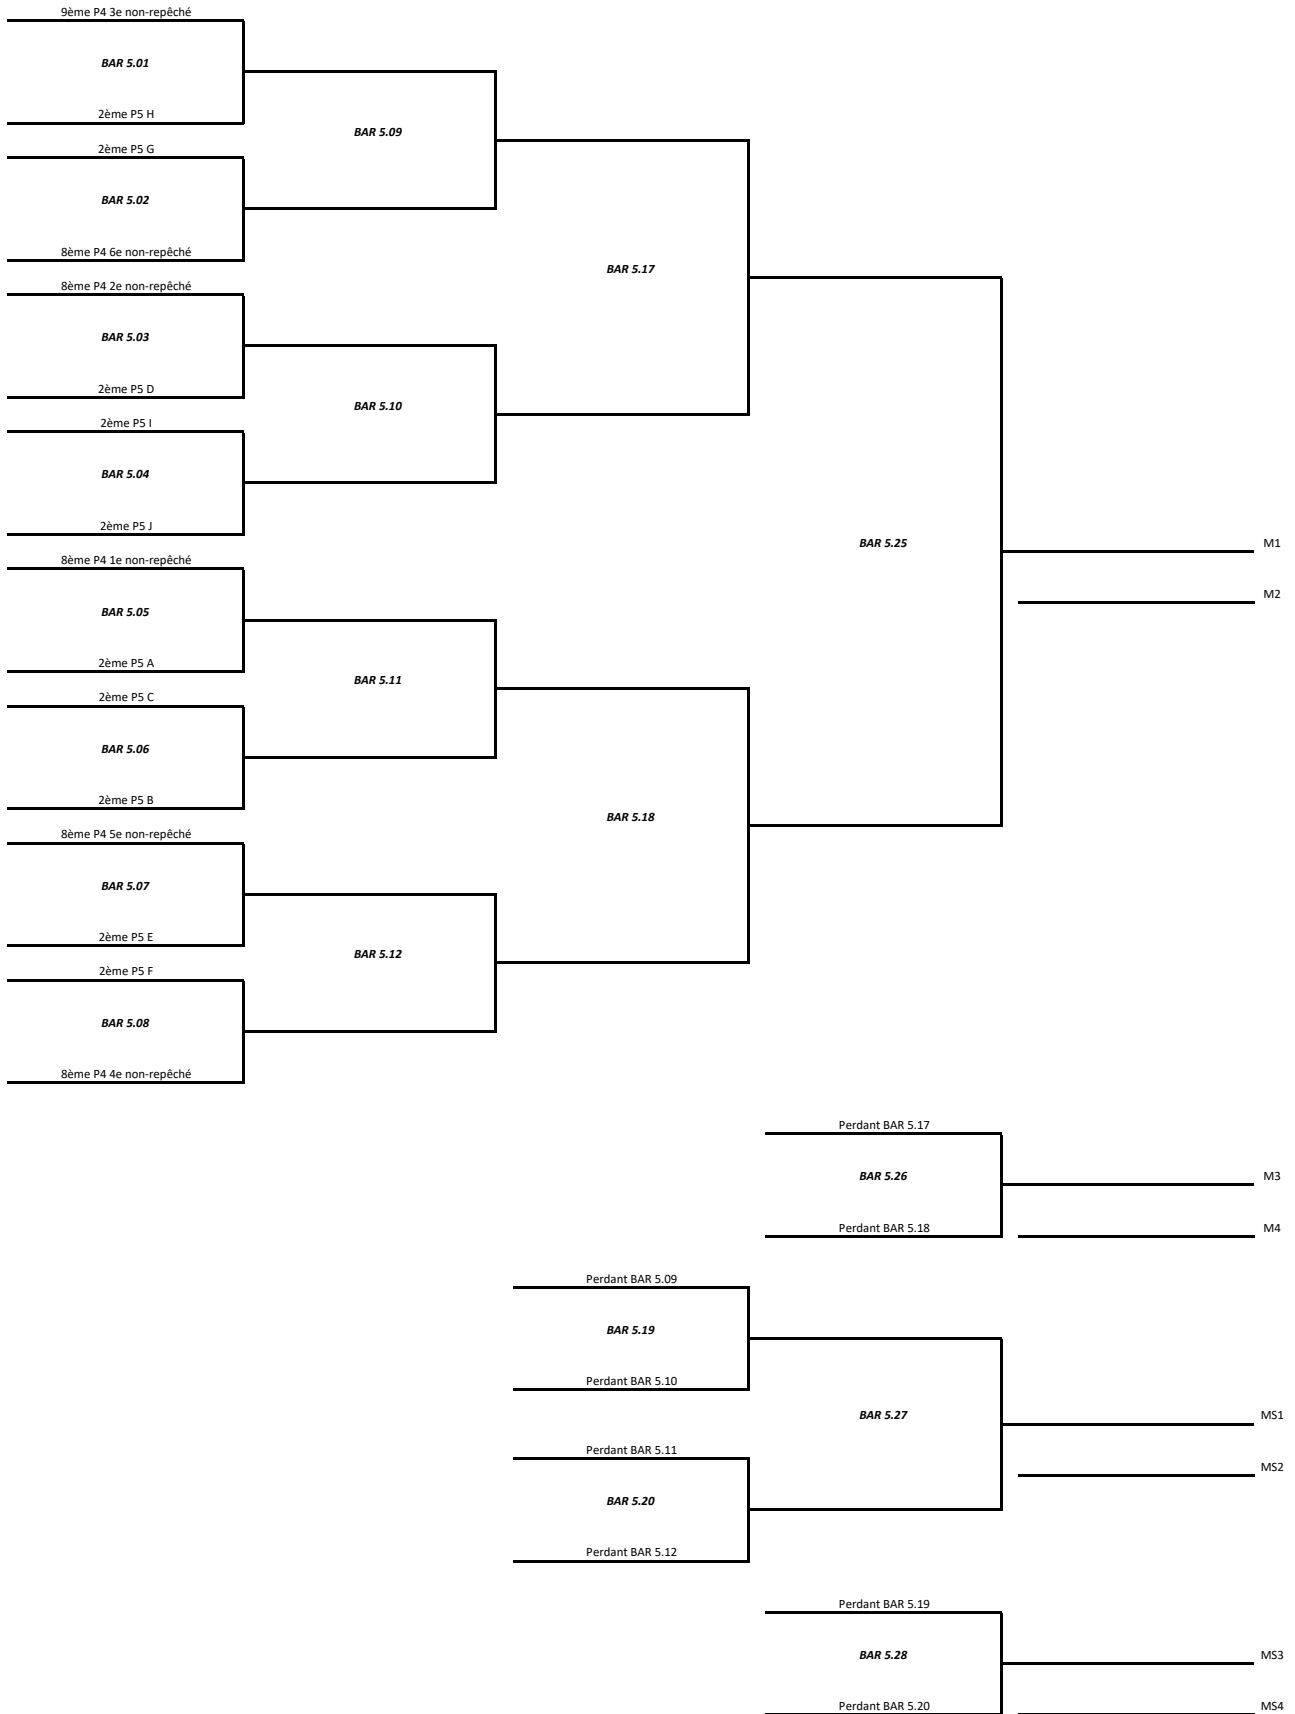 9ème P4 3e non-repêché
BAR 5.01
2ème P5 H
BAR 5.09
2ème P5 G
BAR 5.02
8ème P4 6e non-repêché
BAR 5.17
8ème P4 2e non-repêché
BAR 5.03
2ème P5 D
BAR 5.10
2ème P5 I
BAR 5.04
2ème P5 J
BAR 5.25
M1
8ème P4 1e non-repêché
M2
BAR 5.05
2ème P5 A
BAR 5.11
2ème P5 C
BAR 5.06
2ème P5 B
BAR 5.18
8ème P4 5e non-repêché
BAR 5.07
2ème P5 E
BAR 5.12
2ème P5 F
BAR 5.08
8ème P4 4e non-repêché
Perdant BAR 5.17
BAR 5.26
M3
Perdant BAR 5.18
M4
Perdant BAR 5.09
BAR 5.19
Perdant BAR 5.10
BAR 5.27
MS1
Perdant BAR 5.11
MS2
BAR 5.20
Perdant BAR 5.12
Perdant BAR 5.19
BAR 5.28
MS3
Perdant BAR 5.20
MS4